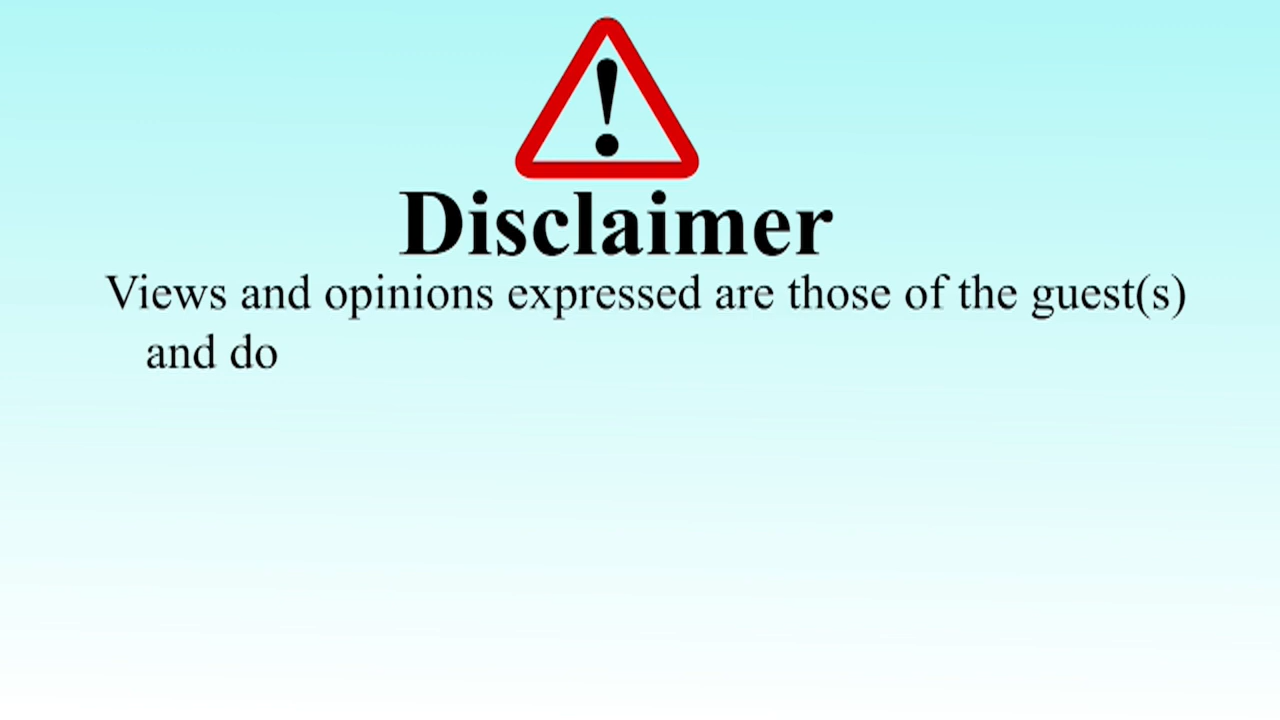 Disclaimer
Views and opinions expressed are those of the guest(s)
and do